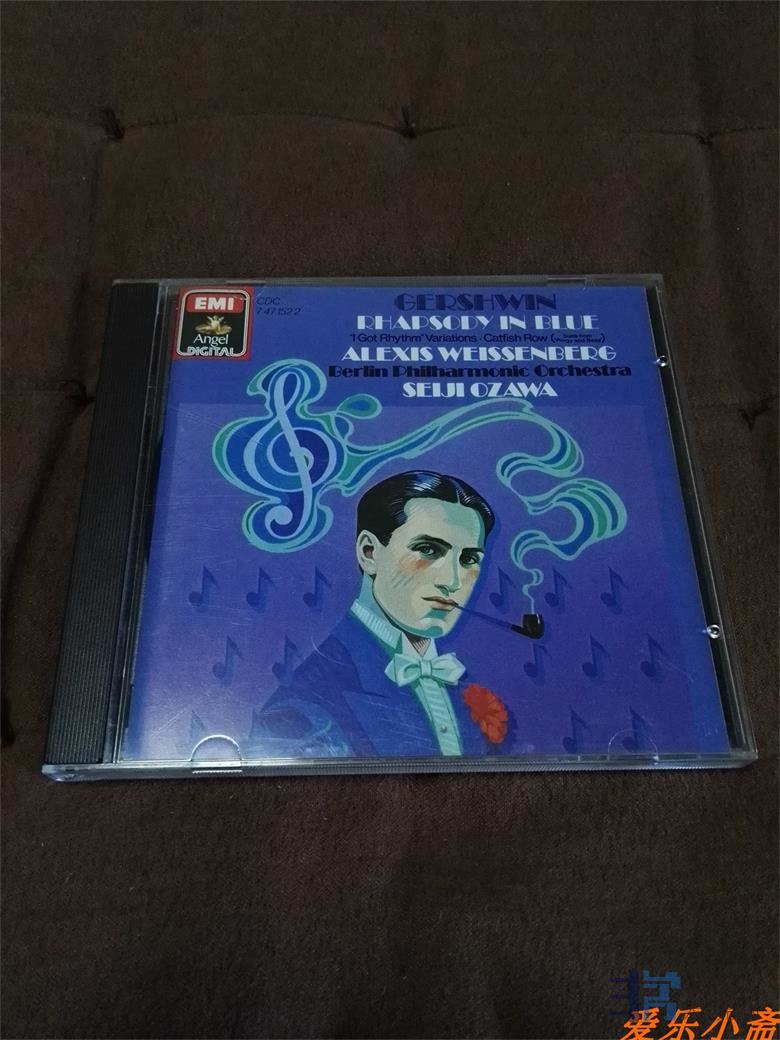 EMI
Angel
DIGITAL
CDC
7 47152 2
GERSHWIN
RHAPSODY IN BLUE
"I Got Rhythm" Variations · Catfish Row (Suite from "Porgy and Bess")
ALEXIS WEISSENBERG
Berlin Philharmonic Orchestra
SEIJI OZAWA
爱乐小斋